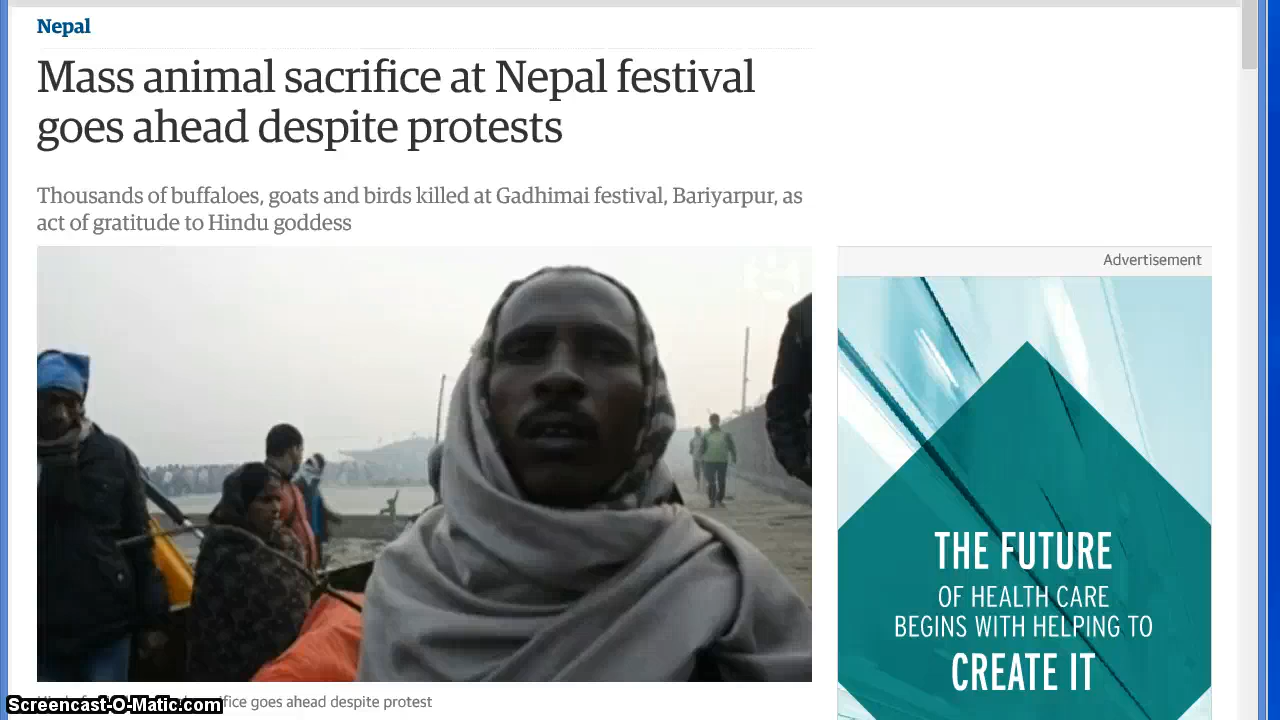 Nepal
Mass animal sacrifice at Nepal festival
goes ahead despite protests
Thousands of buffaloes, goats and birds killed at Gadhimai festival, Bariyarpur, as
act of gratitude to Hindu goddess
Advertisement
THE FUTURE
OF HEALTH CARE
BEGINS WITH HELPING TO
CREATE IT
goes ahead despite protest
Screencast-O-Matic.com